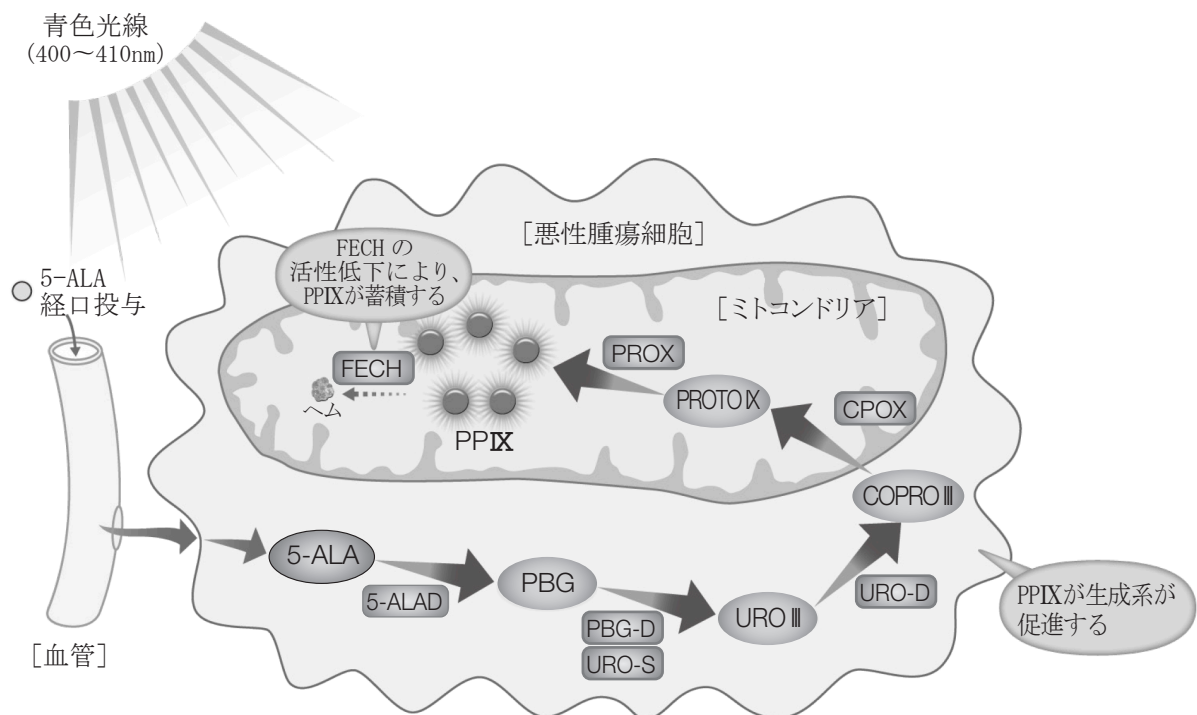 青色光線
(400～410nm)
5-ALA
経口投与
[血管]
[悪性腫瘍細胞]
FECH の
活性低下により、
PPⅨが蓄積する
[ミトコンドリア]
FECH
ヘム
PPⅨ
PROX
PROTO Ⅸ
CPOX
COPRO Ⅲ
5-ALA
5-ALAD
PBG
PBG-D
URO-S
URO Ⅲ
URO-D
PPⅨが生成系が
促進する